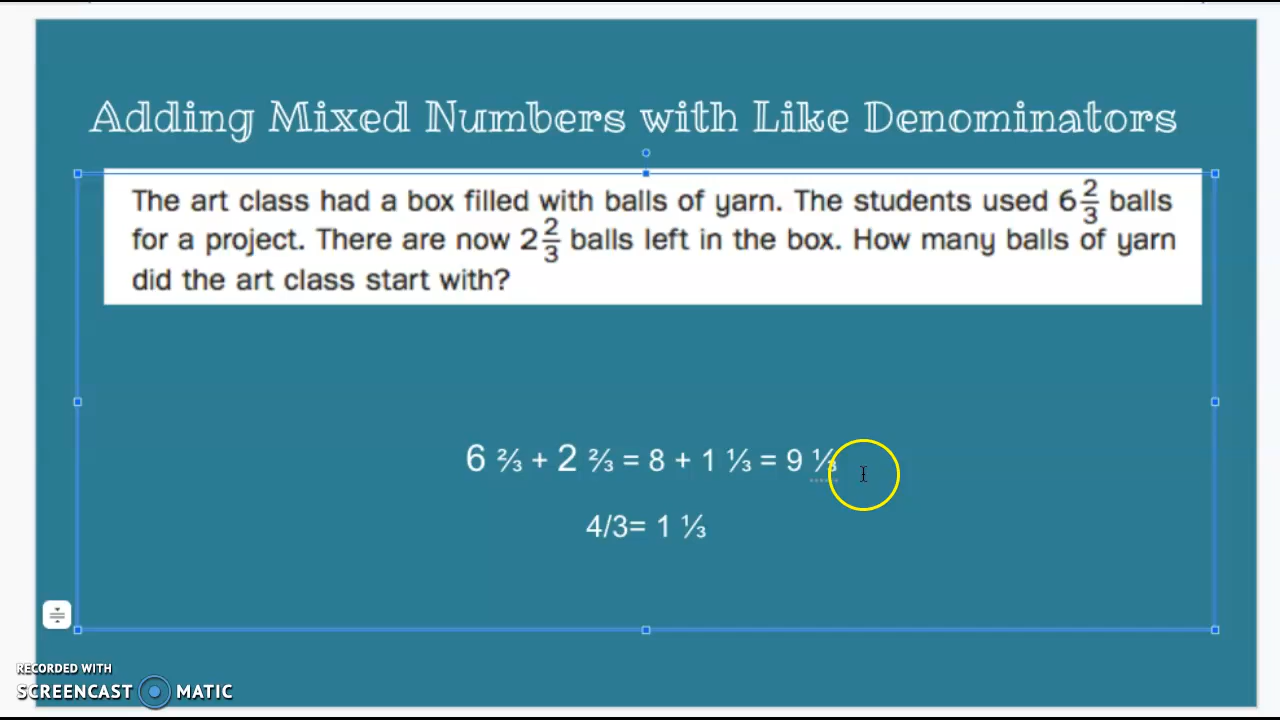 Adding Mixed Numbers with Like Denominators
The art class had a box filled with balls of yarn. The students used 6 2/3 balls
for a project. There are now 2 2/3 balls left in the box. How many balls of yarn
did the art class start with?
6 ⅔ + 2 ⅔ = 8 + 1 ⅓ = 9 ⅓
4/3= 1 ⅓
RECORDED WITH
SCREENCAST MATIC